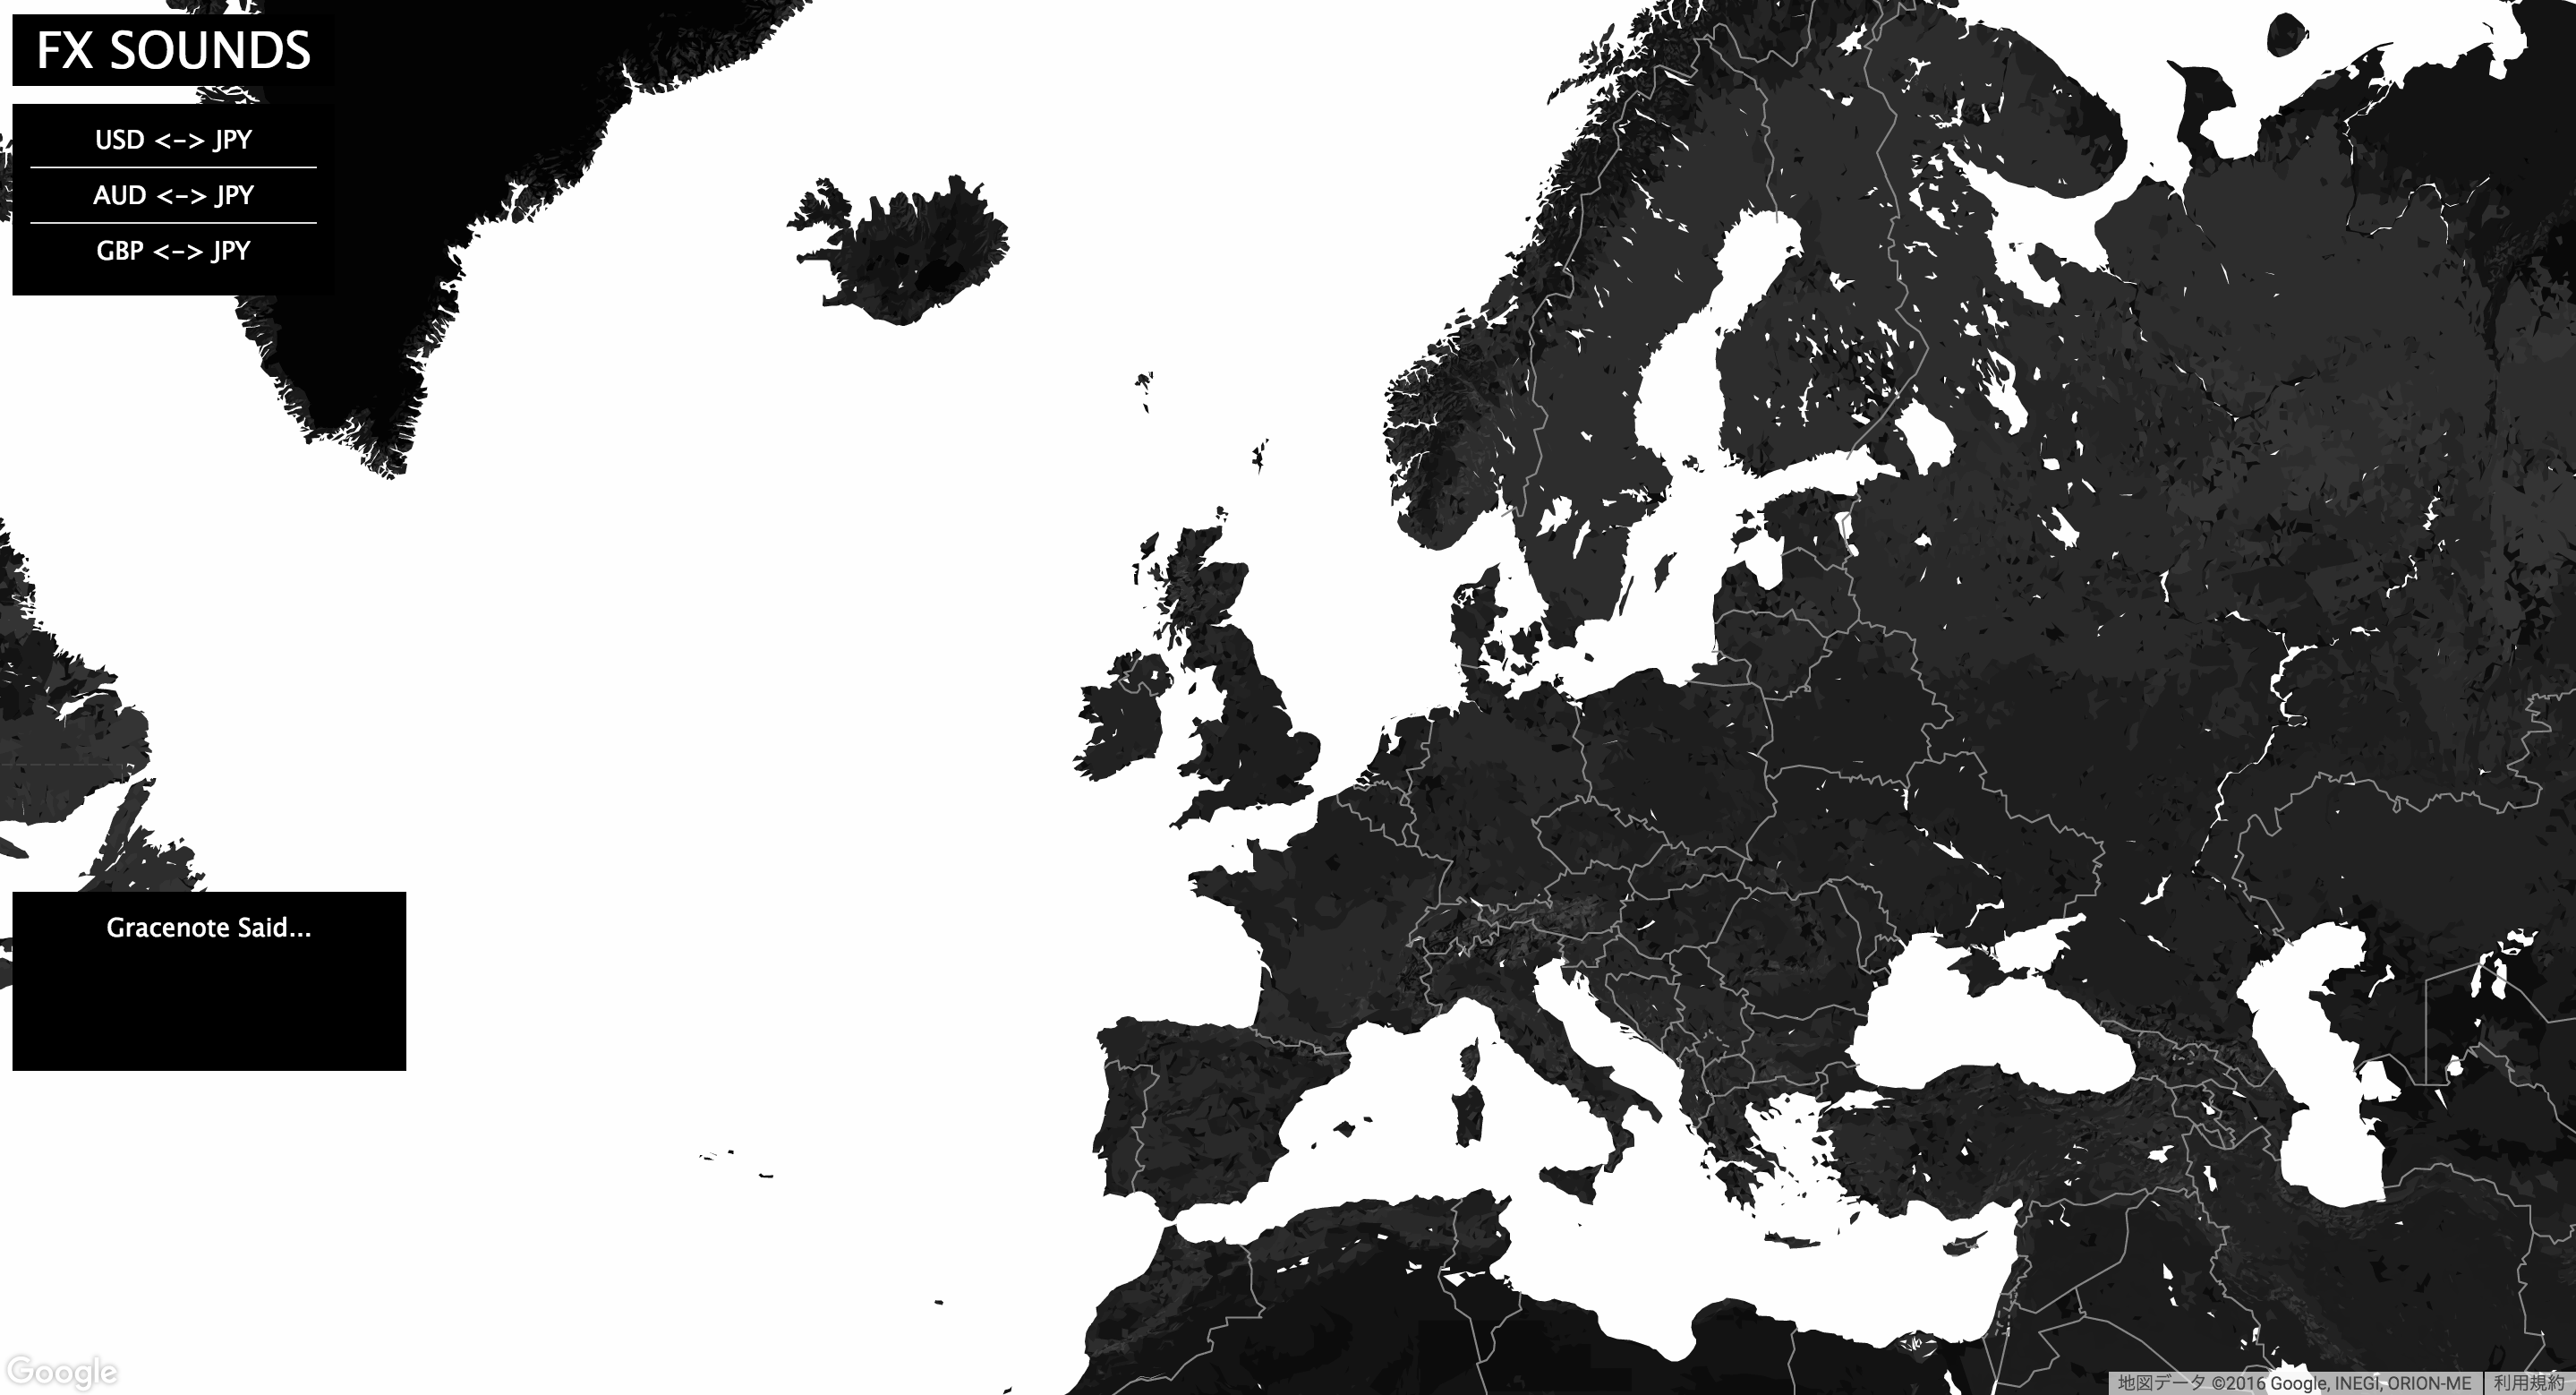 FX SOUNDS
USD <-> JPY
AUD <-> JPY
GBP <-> JPY
Gracenote Said...
Google
地図データ ©2016 Google, INEGI, ORION-ME
利用規約